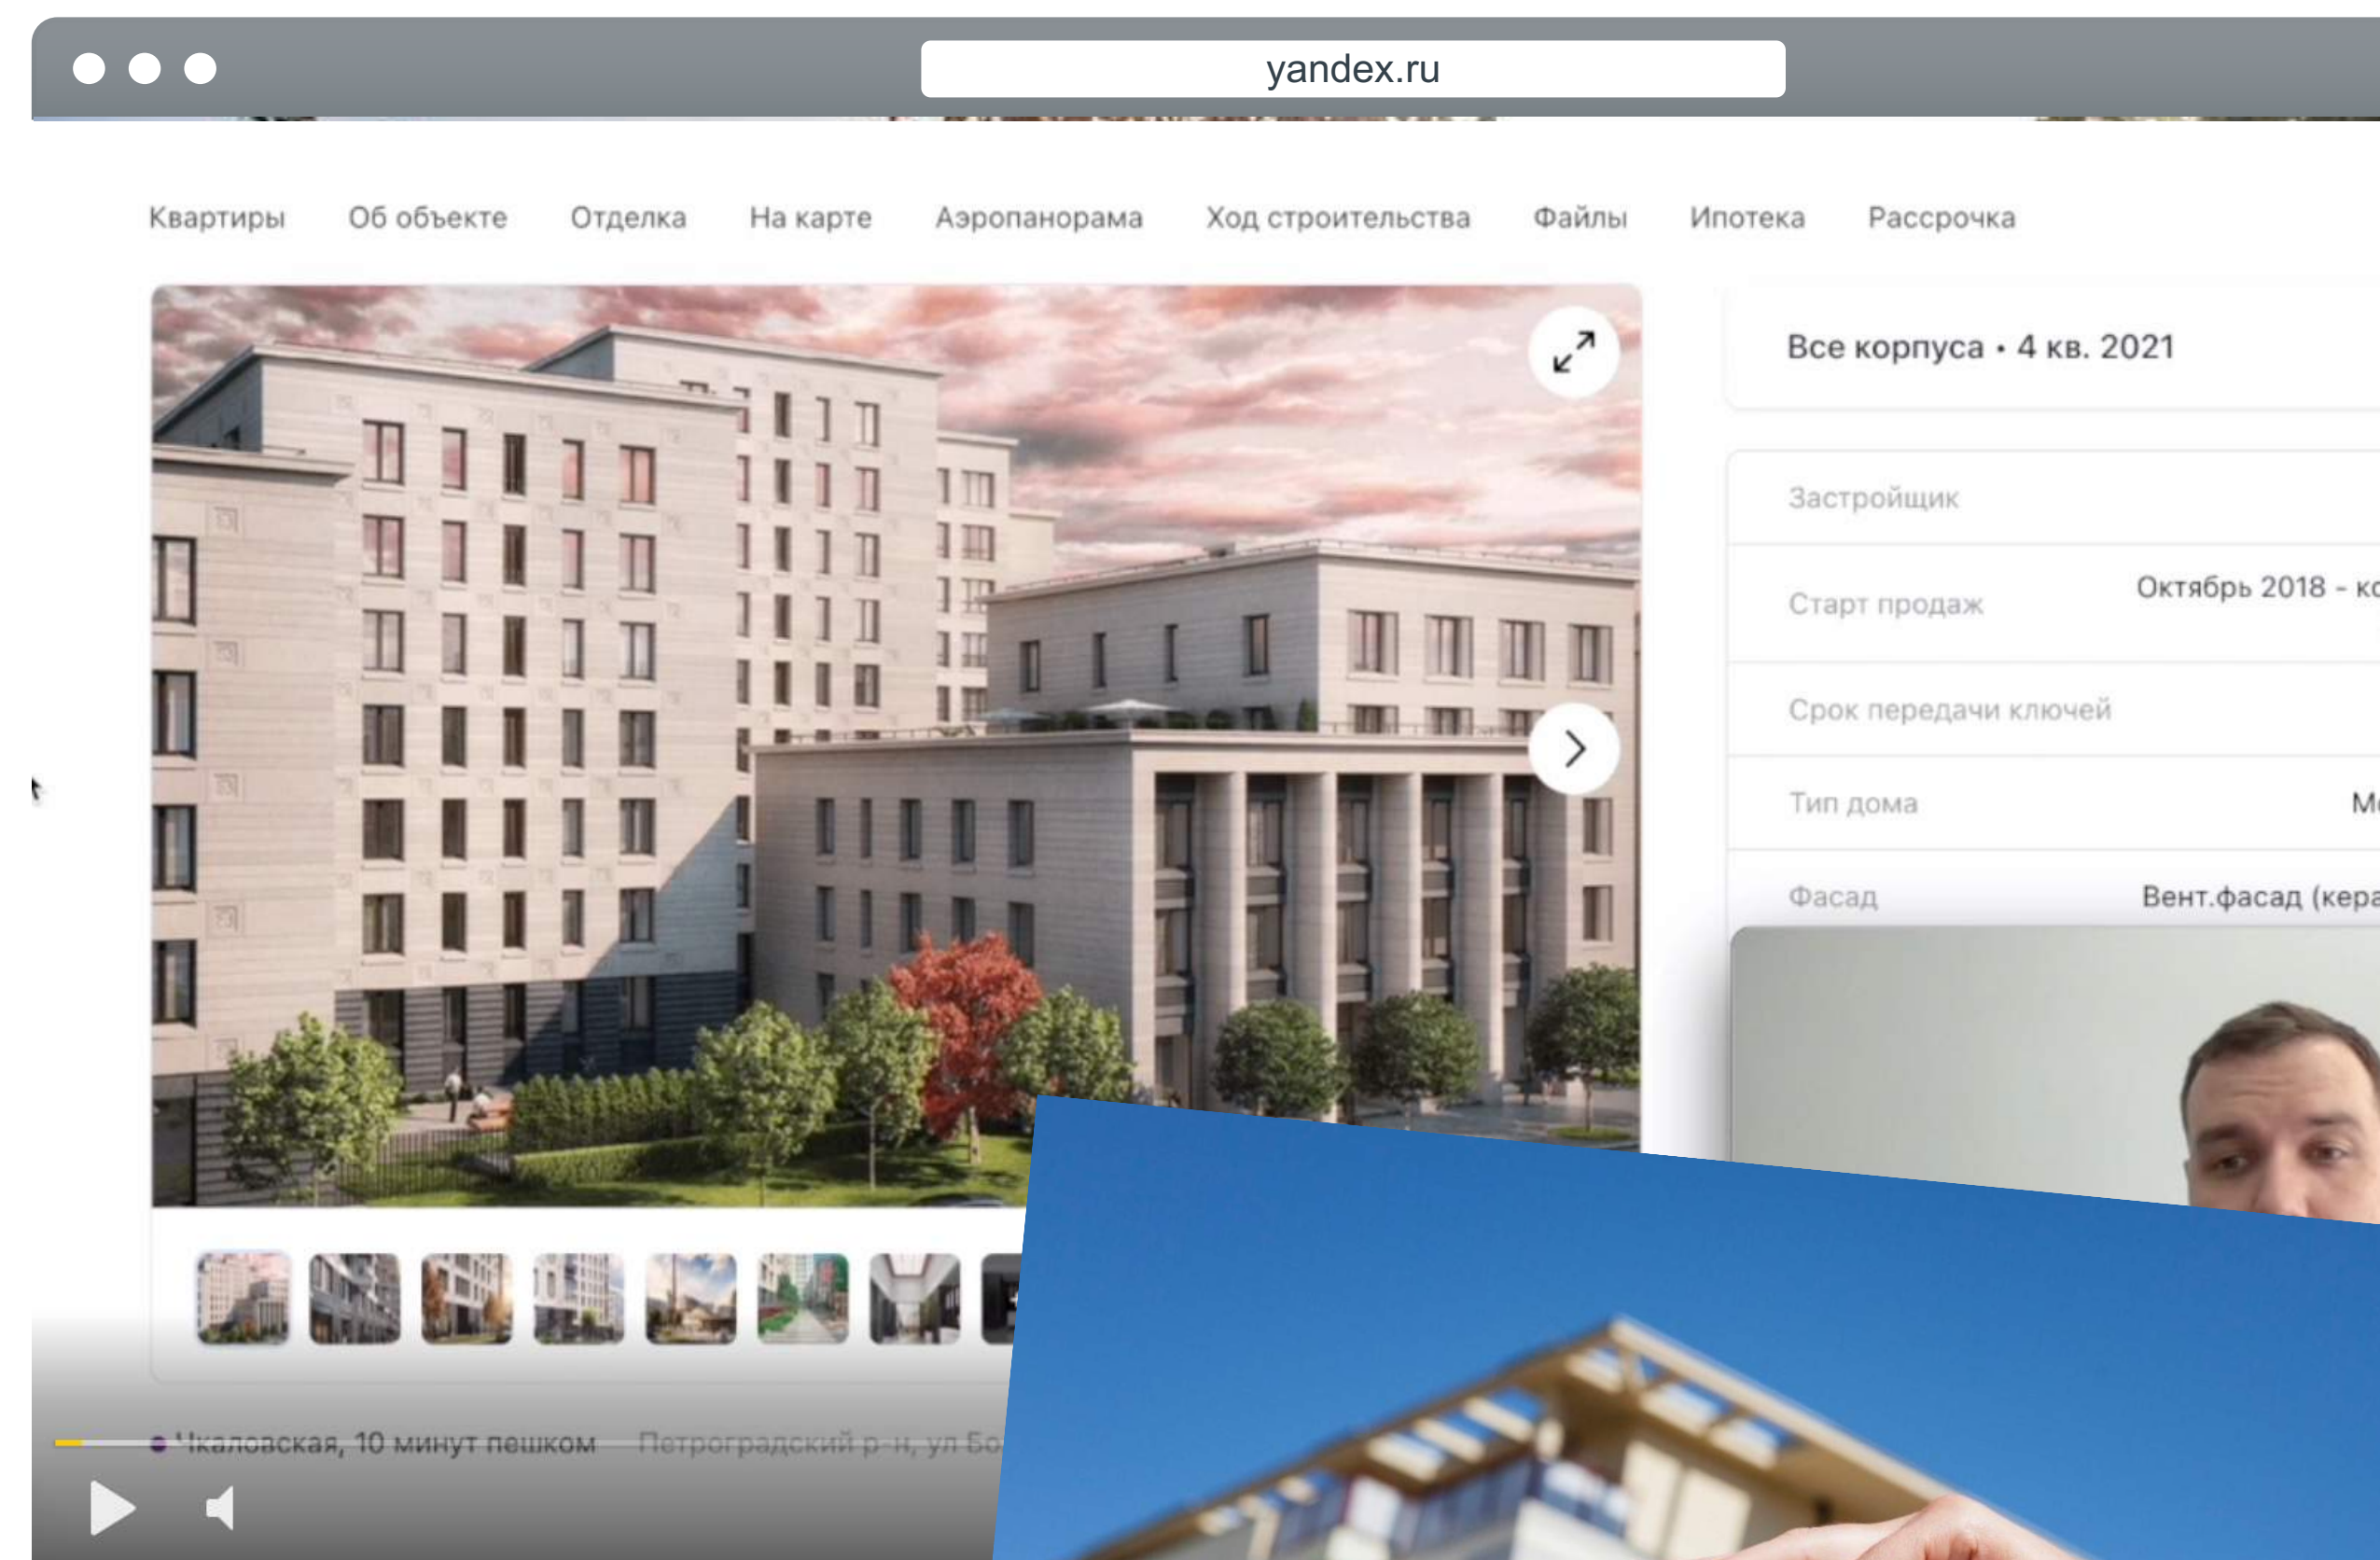 yandex.ru
Квартиры Об объекте Отделка На карте Аэропанорама Ход строительства Файлы Ипотека Рассрочка
Все корпуса • 4 кв. 2021
Застройщик
Старт продаж Октябрь 2018 -
Срок передачи ключей
Тип дома
Фасад Вент.фасад
Чкаловская, 10 минут пешком Петроградский р-н, ул